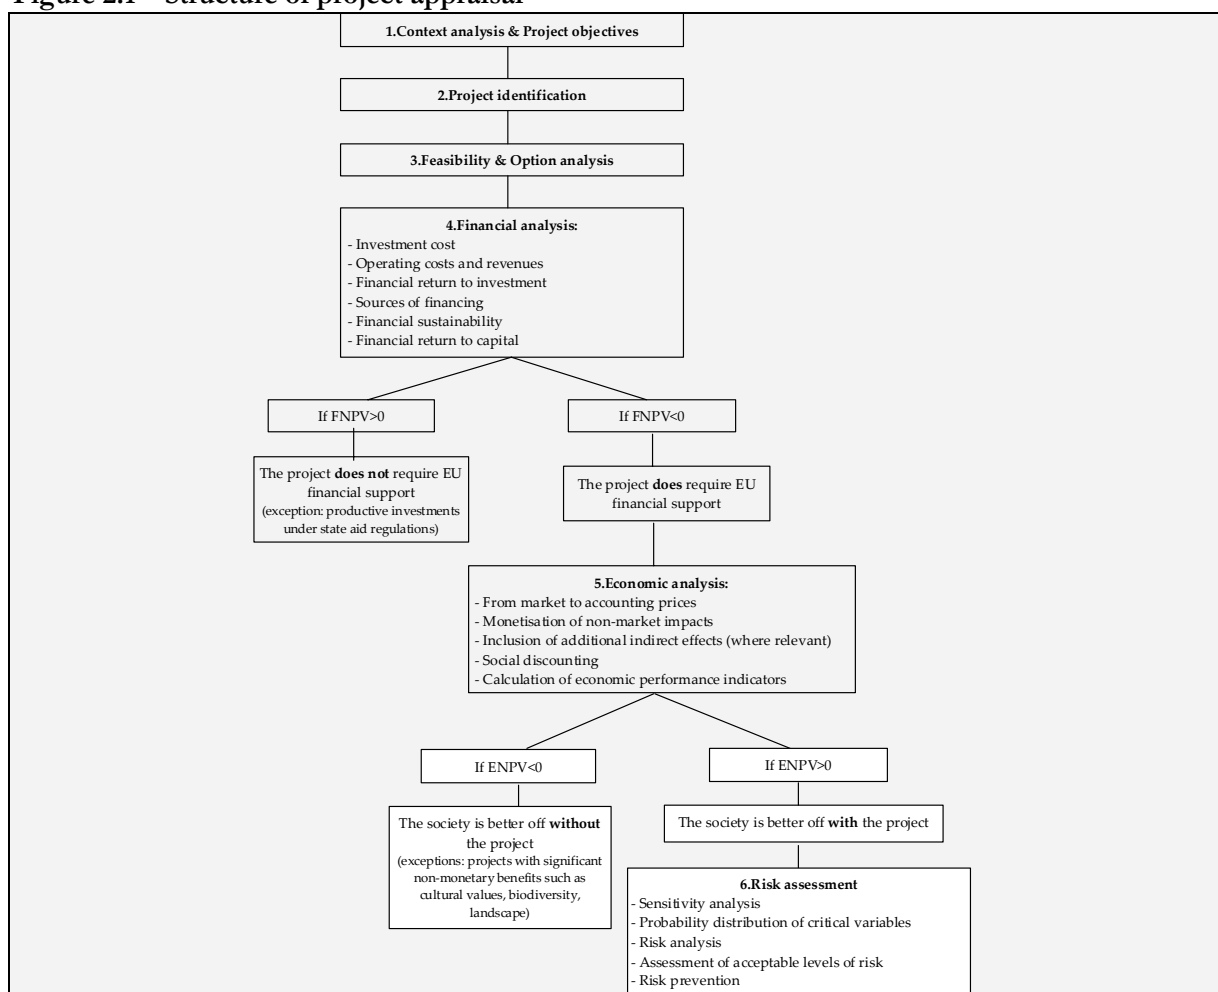 Figure 2.1 Structure of project appraisal
1.Context analysis & Project objectives
2.Project identification
3.Feasibility & Option analysis
4.Financial analysis:
- Investment cost
- Operating costs and revenues
- Financial return to investment
- Sources of financing
- Financial sustainability
- Financial return to capital
If FNPV>0
If FNPV<0
The project does not require EU
financial support
(exception: productive investments
under state aid regulations)
The project does require EU
financial support
5.Economic analysis:
- From market to accounting prices
- Monetisation of non-market impacts
- Inclusion of additional indirect effects (where relevant)
- Social discounting
- Calculation of economic performance indicators
If ENPV<0
If ENPV>0
The society is better off without
the project
(exceptions: projects with significant
non-monetary benefits such as
cultural values, biodiversity,
landscape)
The society is better off with the project
6.Risk assessment
- Sensitivity analysis
- Probability distribution of critical variables
- Risk analysis
- Assessment of acceptable levels of risk
- Risk prevention